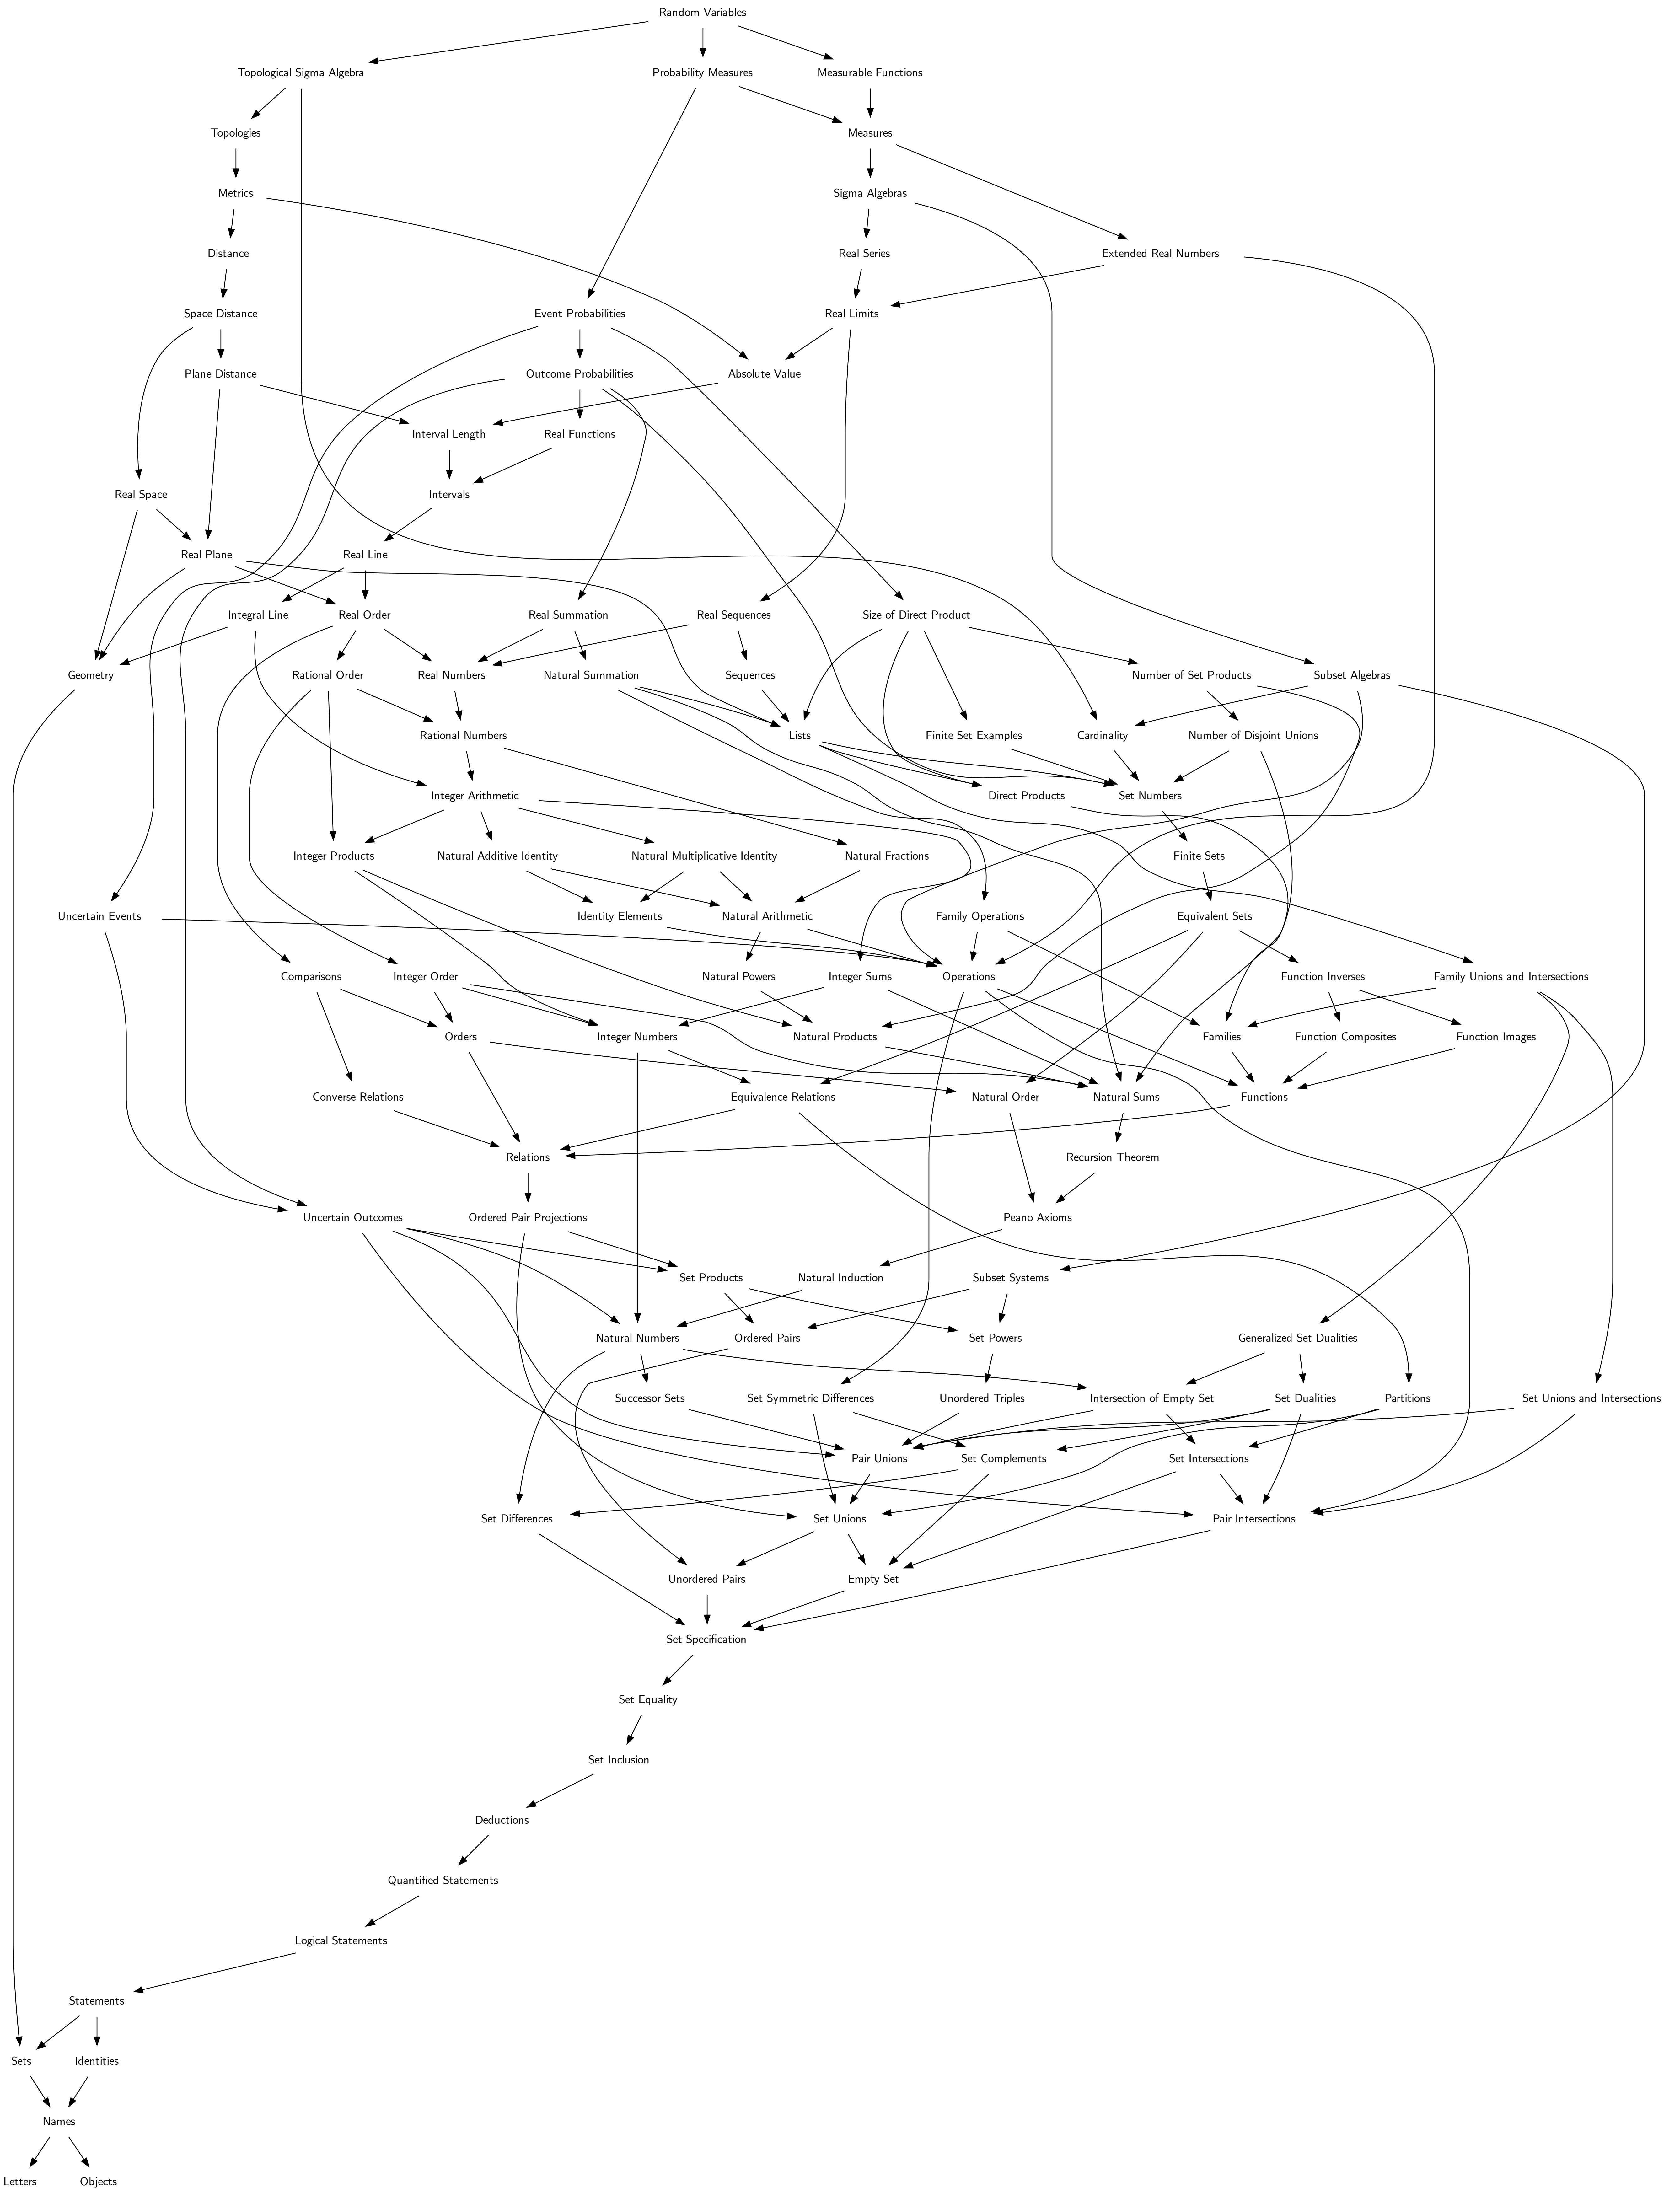 Random Variables
Topological Sigma Algebra
Probability Measures
Measurable Functions
Topologies
Measures
Metrics
Sigma Algebras
Distance
Real Series
Extended Real Numbers
Space Distance
Event Probabilities
Real Limits
Plane Distance
Outcome Probabilities
Absolute Value
Interval Length
Real Functions
Real Space
Intervals
Real Plane
Real Line
Integral Line
Real Order
Real Summation
Real Sequences
Size of Direct Product
Geometry
Rational Order
Real Numbers
Natural Summation
Sequences
Number of Set Products
Subset Algebras
Rational Numbers
Lists
Finite Set Examples
Cardinality
Number of Disjoint Unions
Integer Arithmetic
Direct Products
Set Numbers
Integer Products
Natural Additive Identity
Natural Multiplicative Identity
Natural Fractions
Finite Sets
Uncertain Events
Identity Elements
Natural Arithmetic
Family Operations
Equivalent Sets
Comparisons
Integer Order
Natural Powers
Integer Sums
Operations
Function Inverses
Family Unions and Intersections
Orders
Integer Numbers
Natural Products
Families
Function Composites
Function Images
Converse Relations
Equivalence Relations
Natural Order
Natural Sums
Functions
Relations
Recursion Theorem
Uncertain Outcomes
Ordered Pair Projections
Peano Axioms
Set Products
Natural Induction
Subset Systems
Natural Numbers
Ordered Pairs
Set Powers
Generalized Set Dualities
Successor Sets
Set Symmetric Differences
Unordered Triples
Intersection of Empty Set
Set Dualities
Partitions
Set Unions and Intersections
Pair Unions
Set Complements
Set Intersections
Set Differences
Set Unions
Pair Intersections
Unordered Pairs
Empty Set
Set Specification
Set Equality
Set Inclusion
Deductions
Quantified Statements
Logical Statements
Statements
Sets
Identities
Names
Letters
Objects